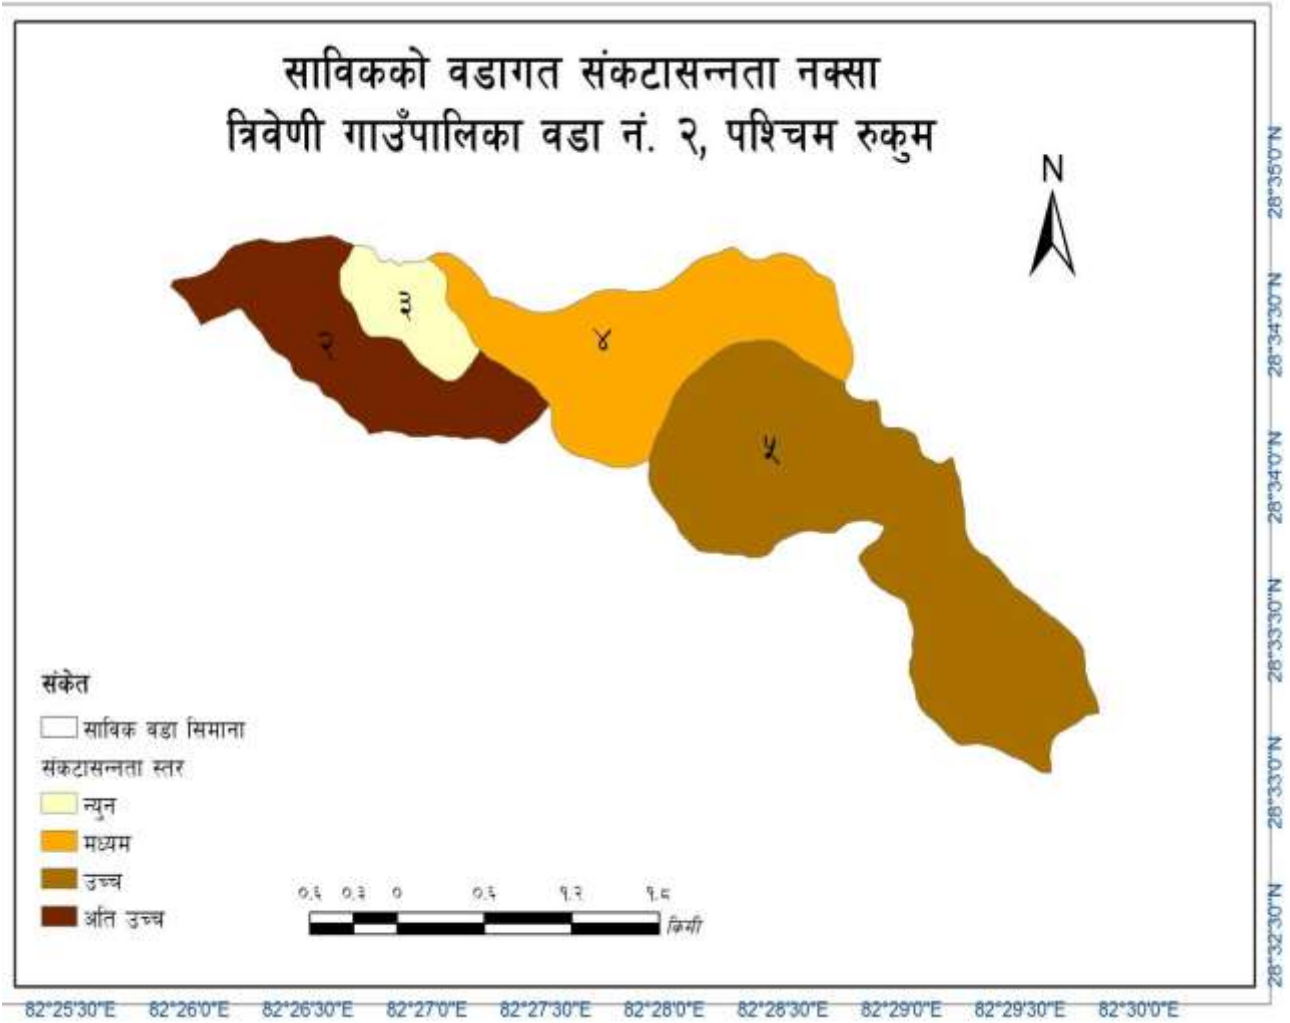 साविकको वडागत संकटासन्नता नक्सा
त्रिवेणी गाउँपालिका वडा नं. २, पश्चिम रुकुम
N
२
३
४
५
संकेत
साविक वडा सिमाना
संकटासन्नता स्तर
न्युन
मध्यम
उच्च
अति उच्च
०.६ ०.३ ० ०.६ १.२ १.८
किमी
28°35'0"N
28°34'30"N
28°34'0"N
28°33'30"N
28°33'0"N
28°32'30"N
82°25'30"E 82°26'0"E 82°26'30"E 82°27'0"E 82°27'30"E 82°28'0"E 82°28'30"E 82°29'0"E 82°29'30"E 82°30'0"E